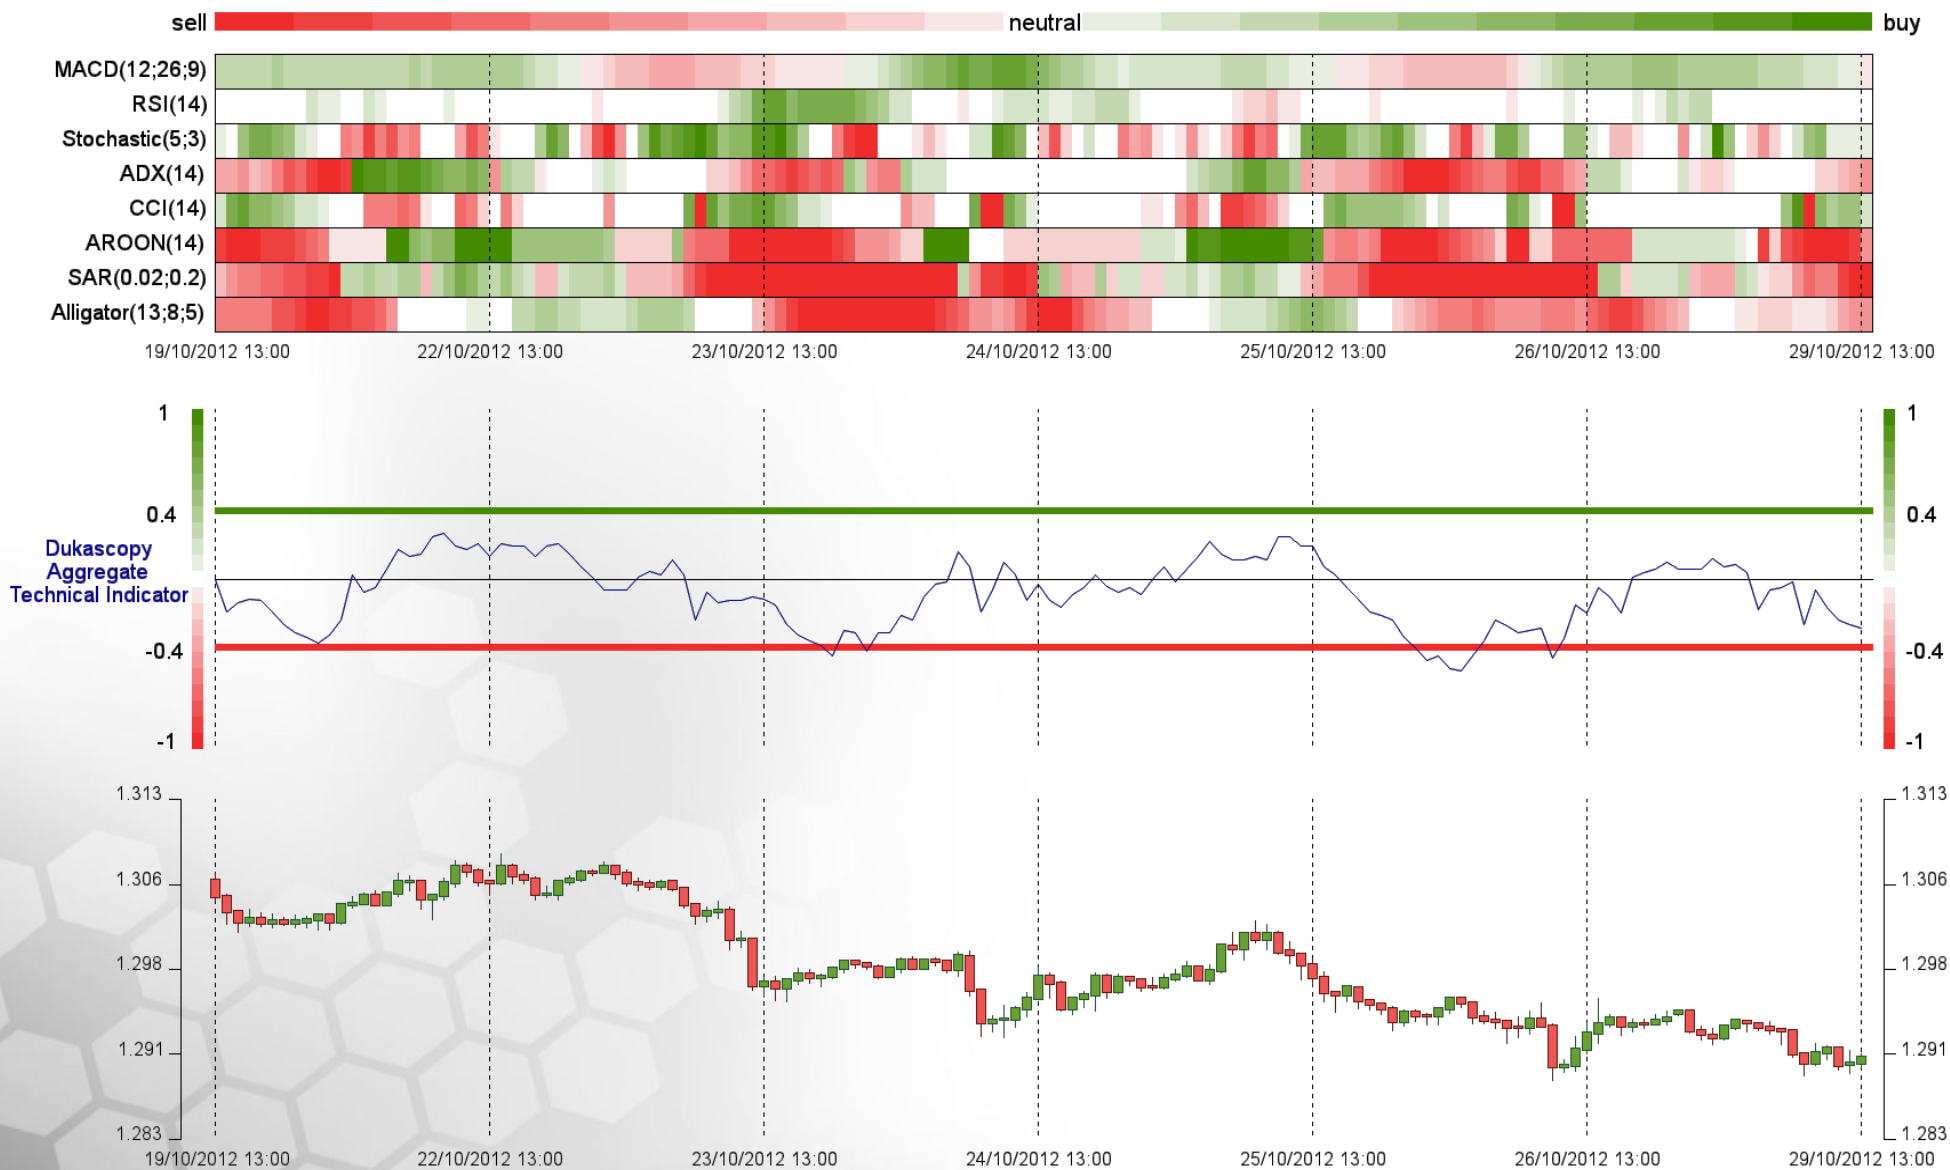 sell neutral buy
MACD(12;26;9)
RSI(14)
Stochastic(5;3)
ADX(14)
CCI(14)
AROON(14)
SAR(0.02;0.2)
Alligator(13;8;5)
19/10/2012 13:00 22/10/2012 13:00 23/10/2012 13:00 24/10/2012 13:00 25/10/2012 13:00 26/10/2012 13:00 29/10/2012 13:00
1 1
0.4 0.4
Dukascopy
Aggregate
Technical Indicator
-0.4 -0.4
-1 -1
1.313 1.313
1.306 1.306
1.298 1.298
1.291 1.291
1.283 1.283
19/10/2012 13:00 22/10/2012 13:00 23/10/2012 13:00 24/10/2012 13:00 25/10/2012 13:00 26/10/2012 13:00 29/10/2012 13:00